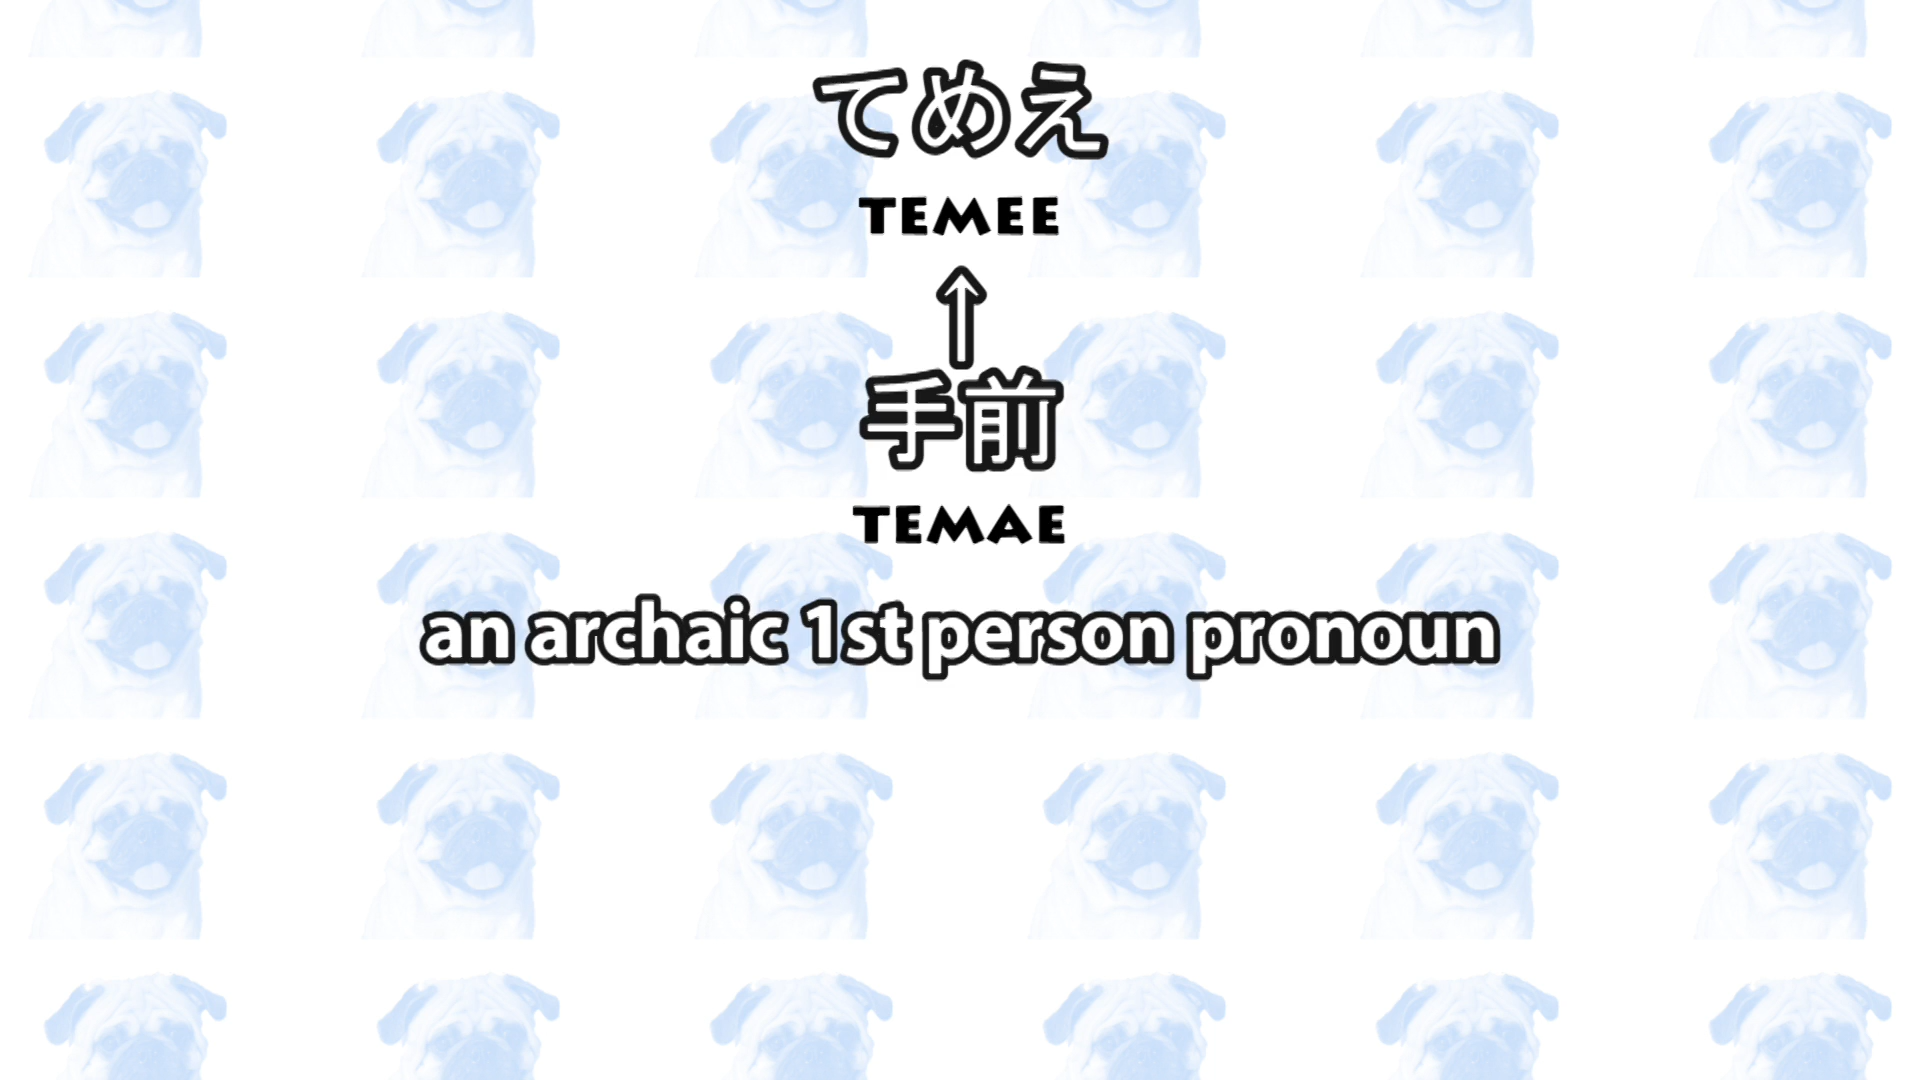 てめえ
TEMEE
↑
手前
TEMAE
an archaic 1st person pronoun